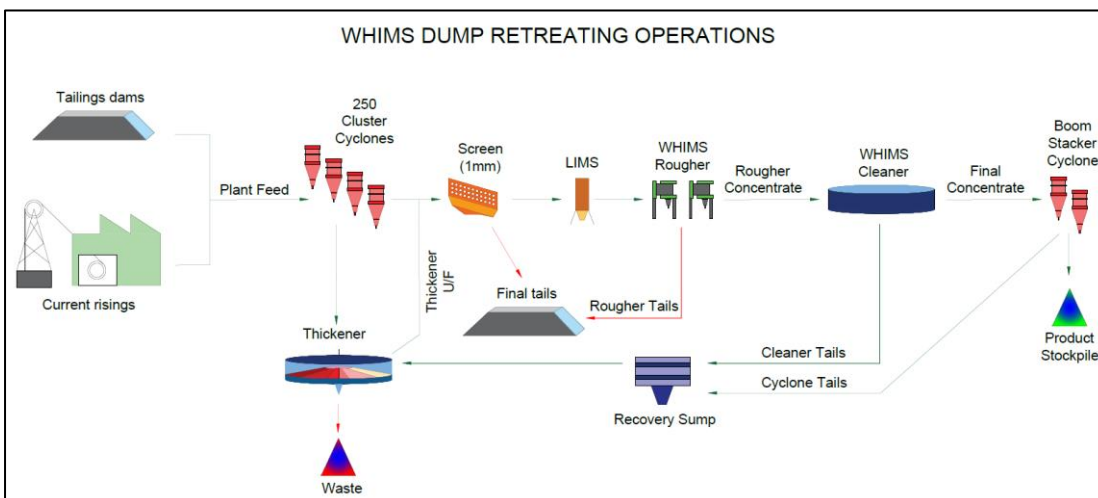 WHIMS DUMP RETREATING OPERATIONS
Tailings dams
250
Cluster
Cyclones
Screen
(1mm)
LIMS
WHIMS
Rougher
Rougher
Concentrate
WHIMS
Cleaner
Final
Concentrate
Boom
Stacker
Cyclone
Plant Feed
Current risings
Thickener
U/F
Final tails
Rougher Tails
Thickener
Cleaner Tails
Cyclone Tails
Product
Stockpile
Recovery Sump
Waste